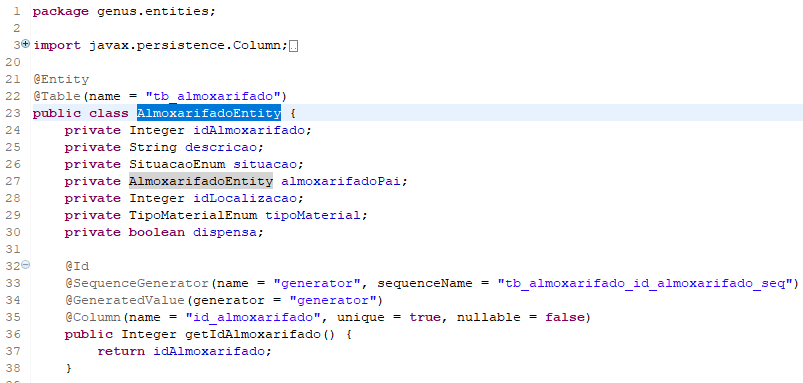 1 package genus.entities;
2
3 import javax.persistence.Column;
20
21 @Entity
22 @Table(name = "tb_almoxarifado")
23 public class AlmoxarifadoEntity {
24     private Integer idAlmoxarifado;
25     private String descricao;
26     private SituacaoEnum situacao;
27     private AlmoxarifadoEntity almoxarifadoPai;
28     private Integer idLocalizacao;
29     private TipoMaterialEnum tipoMaterial;
30     private boolean dispensa;
31
32     @Id
33     @SequenceGenerator(name = "generator", sequenceName = "tb_almoxarifado_id_almoxarifado_seq")
34     @GeneratedValue(generator = "generator")
35     @Column(name = "id_almoxarifado", unique = true, nullable = false)
36     public Integer getIdAlmoxarifado() {
37         return idAlmoxarifado;
38     }